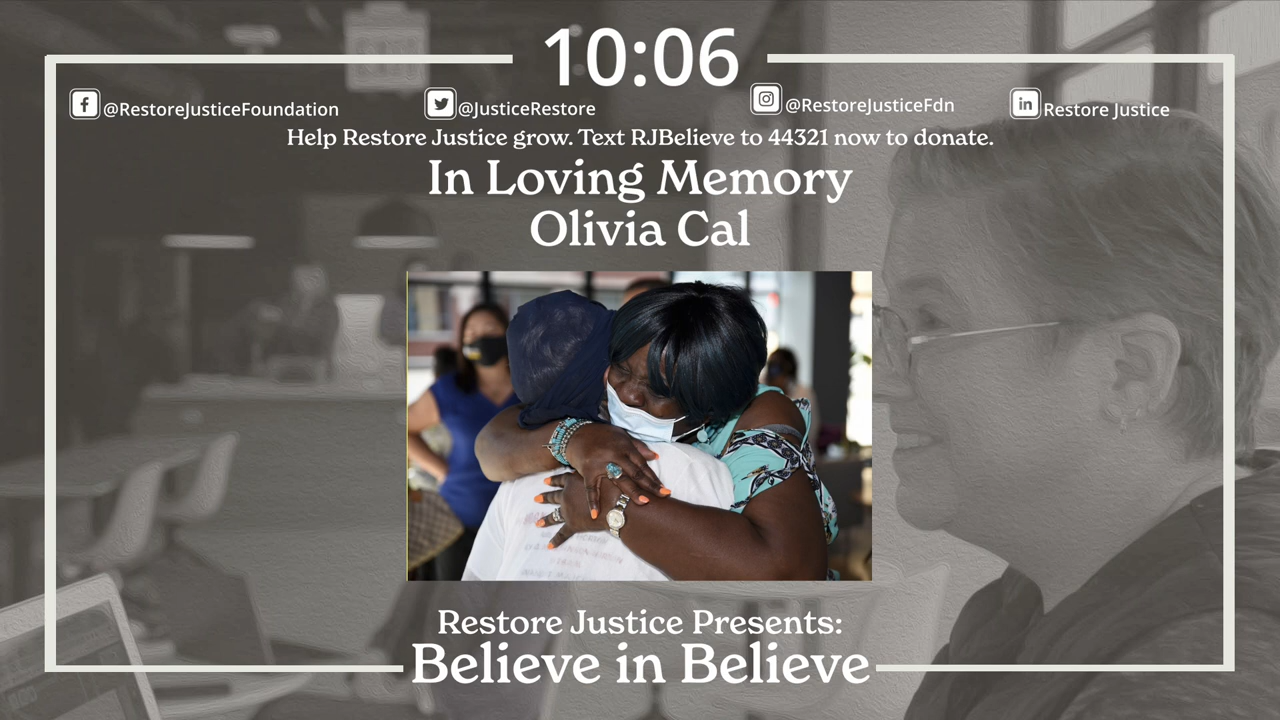 10:06
@RestoreJusticeFoundation
@JusticeRestore
@RestoreJusticeFdn
Restore Justice
Help Restore Justice grow. Text RJBelieve to 44321 now to donate.
In Loving Memory
Olivia Cal
Restore Justice Presents:
Believe in Believe